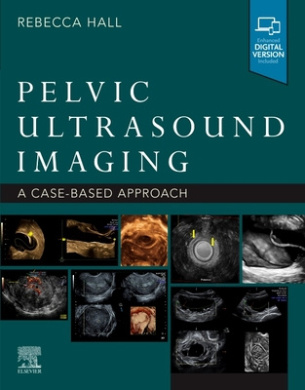 REBECCA HALL
Enhanced
DIGITAL
VERSION
Included
PELVIC
ULTRASOUND
IMAGING
A CASE-BASED APPROACH
ELSEVIER